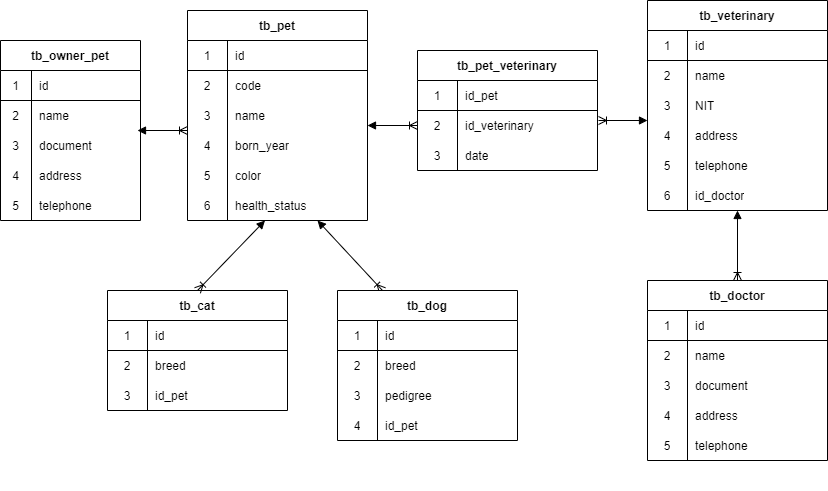 tb_owner_pet
1 id
2 name
3 document
4 address
5 telephone
tb_pet
1 id
2 code
3 name
4 born_year
5 color
6 health_status
tb_pet_veterinary
1 id_pet
2 id_veterinary
3 date
tb_veterinary
1 id
2 name
3 NIT
4 address
5 telephone
6 id_doctor
tb_cat
1 id
2 breed
3 id_pet
tb_dog
1 id
2 breed
3 pedigree
4 id_pet
tb_doctor
1 id
2 name
3 document
4 address
5 telephone